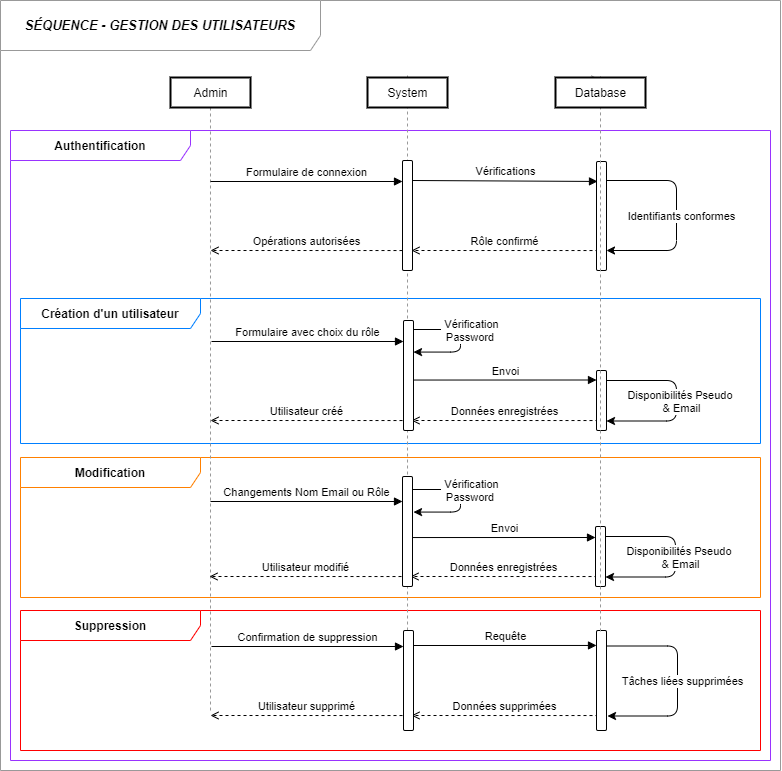 SÉQUENCE - GESTION DES UTILISATEURS
Admin
System
Database
Authentification
Formulaire de connexion
Vérifications
Identifiants conformes
Opérations autorisées
Rôle confirmé
Création d'un utilisateur
Formulaire avec choix du rôle
Vérification
Password
Envoi
Disponibilités Pseudo
& Email
Utilisateur créé
Données enregistrées
Modification
Changements Nom Email ou Rôle
Vérification
Password
Envoi
Disponibilités Pseudo
& Email
Utilisateur modifié
Données enregistrées
Suppression
Confirmation de suppression
Requête
Tâches liées supprimées
Utilisateur supprimé
Données supprimées